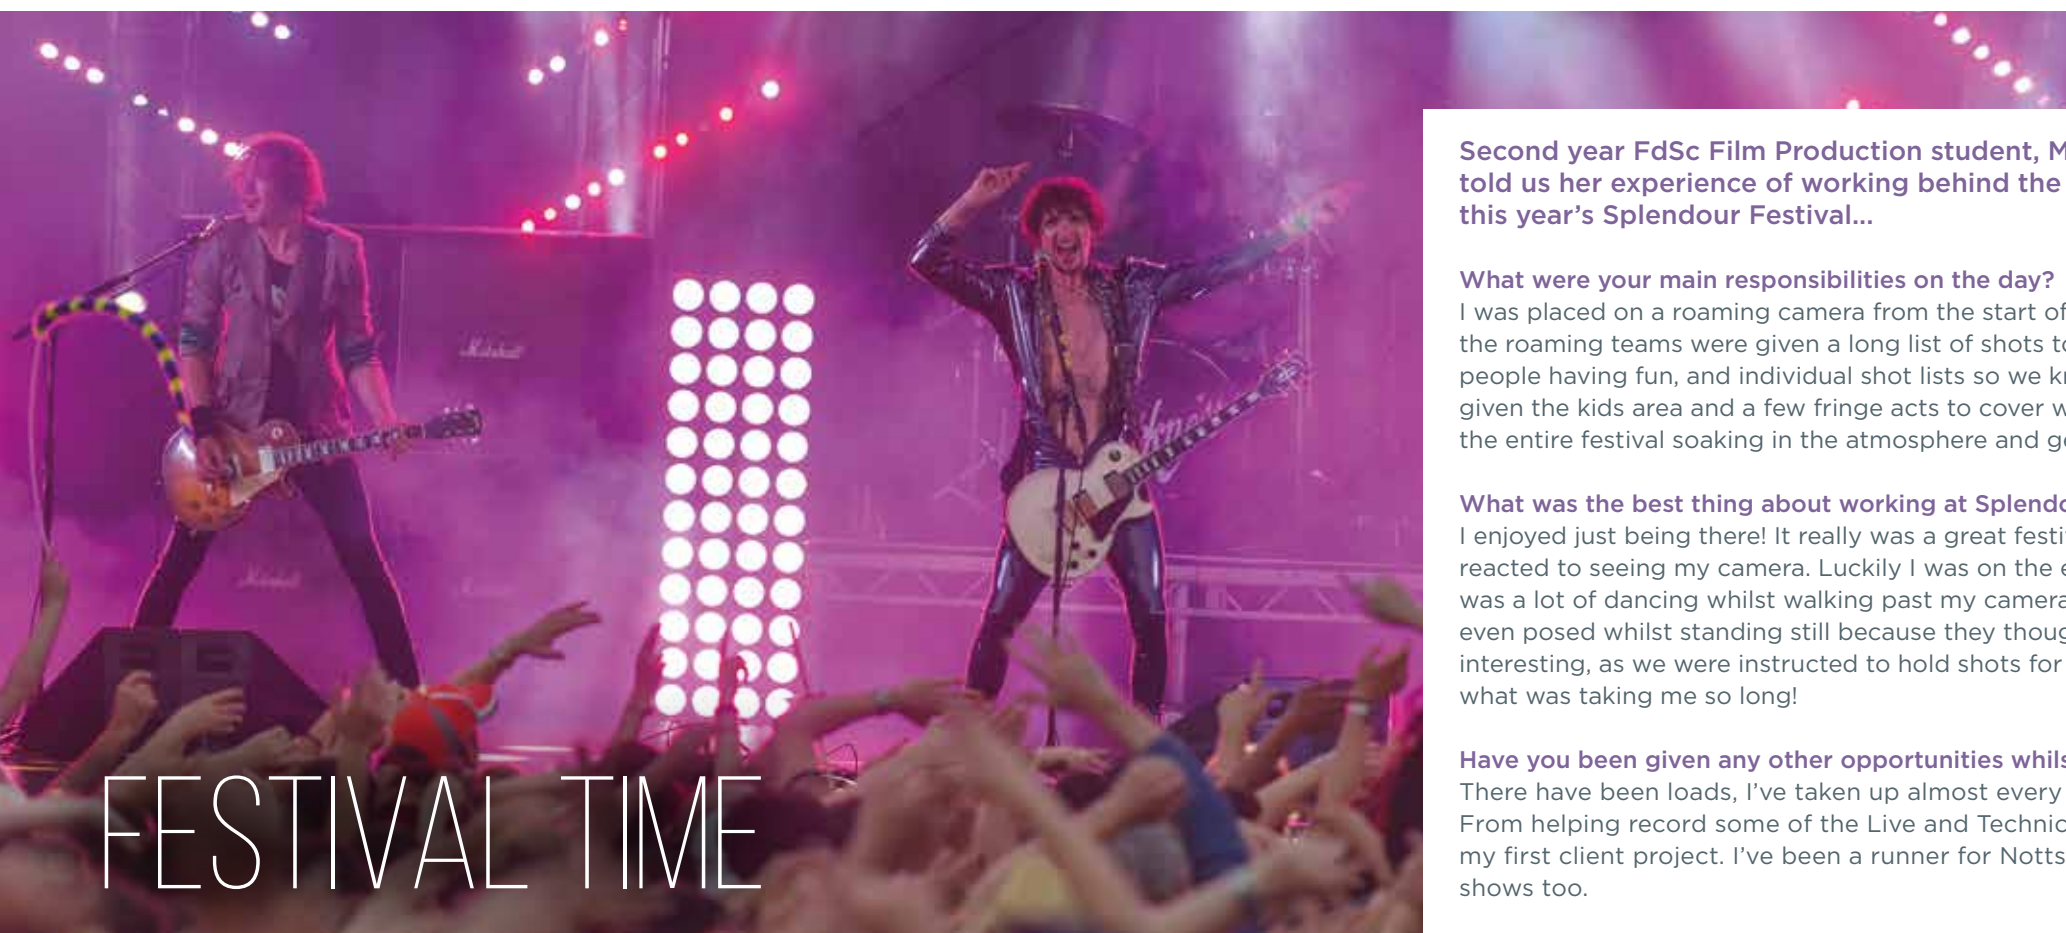 Marshall
FESTIVAL TIME
Second year FdSc Film Production student, M
told us her experience of working behind the
this year’s Splendour Festival...
What were your main responsibilities on the day?
I was placed on a roaming camera from the start of
the roaming teams were given a long list of shots to
people having fun, and individual shot lists so we kn
given the kids area and a few fringe acts to cover w
the entire festival soaking in the atmosphere and go
What was the best thing about working at Splendo
I enjoyed just being there! It really was a great festi
reacted to seeing my camera. Luckily I was on the e
was a lot of dancing whilst walking past my camera
even posed whilst standing still because they thoug
interesting, as we were instructed to hold shots for
what was taking me so long!
Have you been given any other opportunities whils
There have been loads, I’ve taken up almost every
From helping record some of the Live and Technic
my first client project. I’ve been a runner for Notts
shows too.